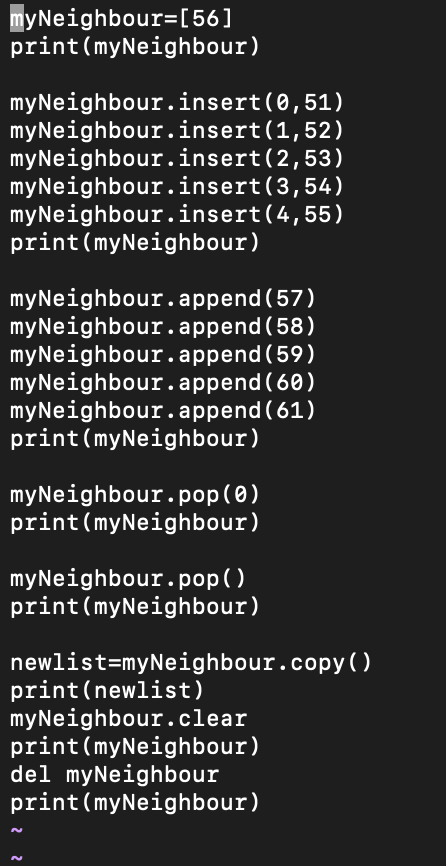 myNeighbour=[56]
print(myNeighbour)

myNeighbour.insert(0,51)
myNeighbour.insert(1,52)
myNeighbour.insert(2,53)
myNeighbour.insert(3,54)
myNeighbour.insert(4,55)
print(myNeighbour)

myNeighbour.append(57)
myNeighbour.append(58)
myNeighbour.append(59)
myNeighbour.append(60)
myNeighbour.append(61)
print(myNeighbour)

myNeighbour.pop(0)
print(myNeighbour)

myNeighbour.pop()
print(myNeighbour)

newlist=myNeighbour.copy()
print(newlist)
myNeighbour.clear
print(myNeighbour)
del myNeighbour
print(myNeighbour)
~
~